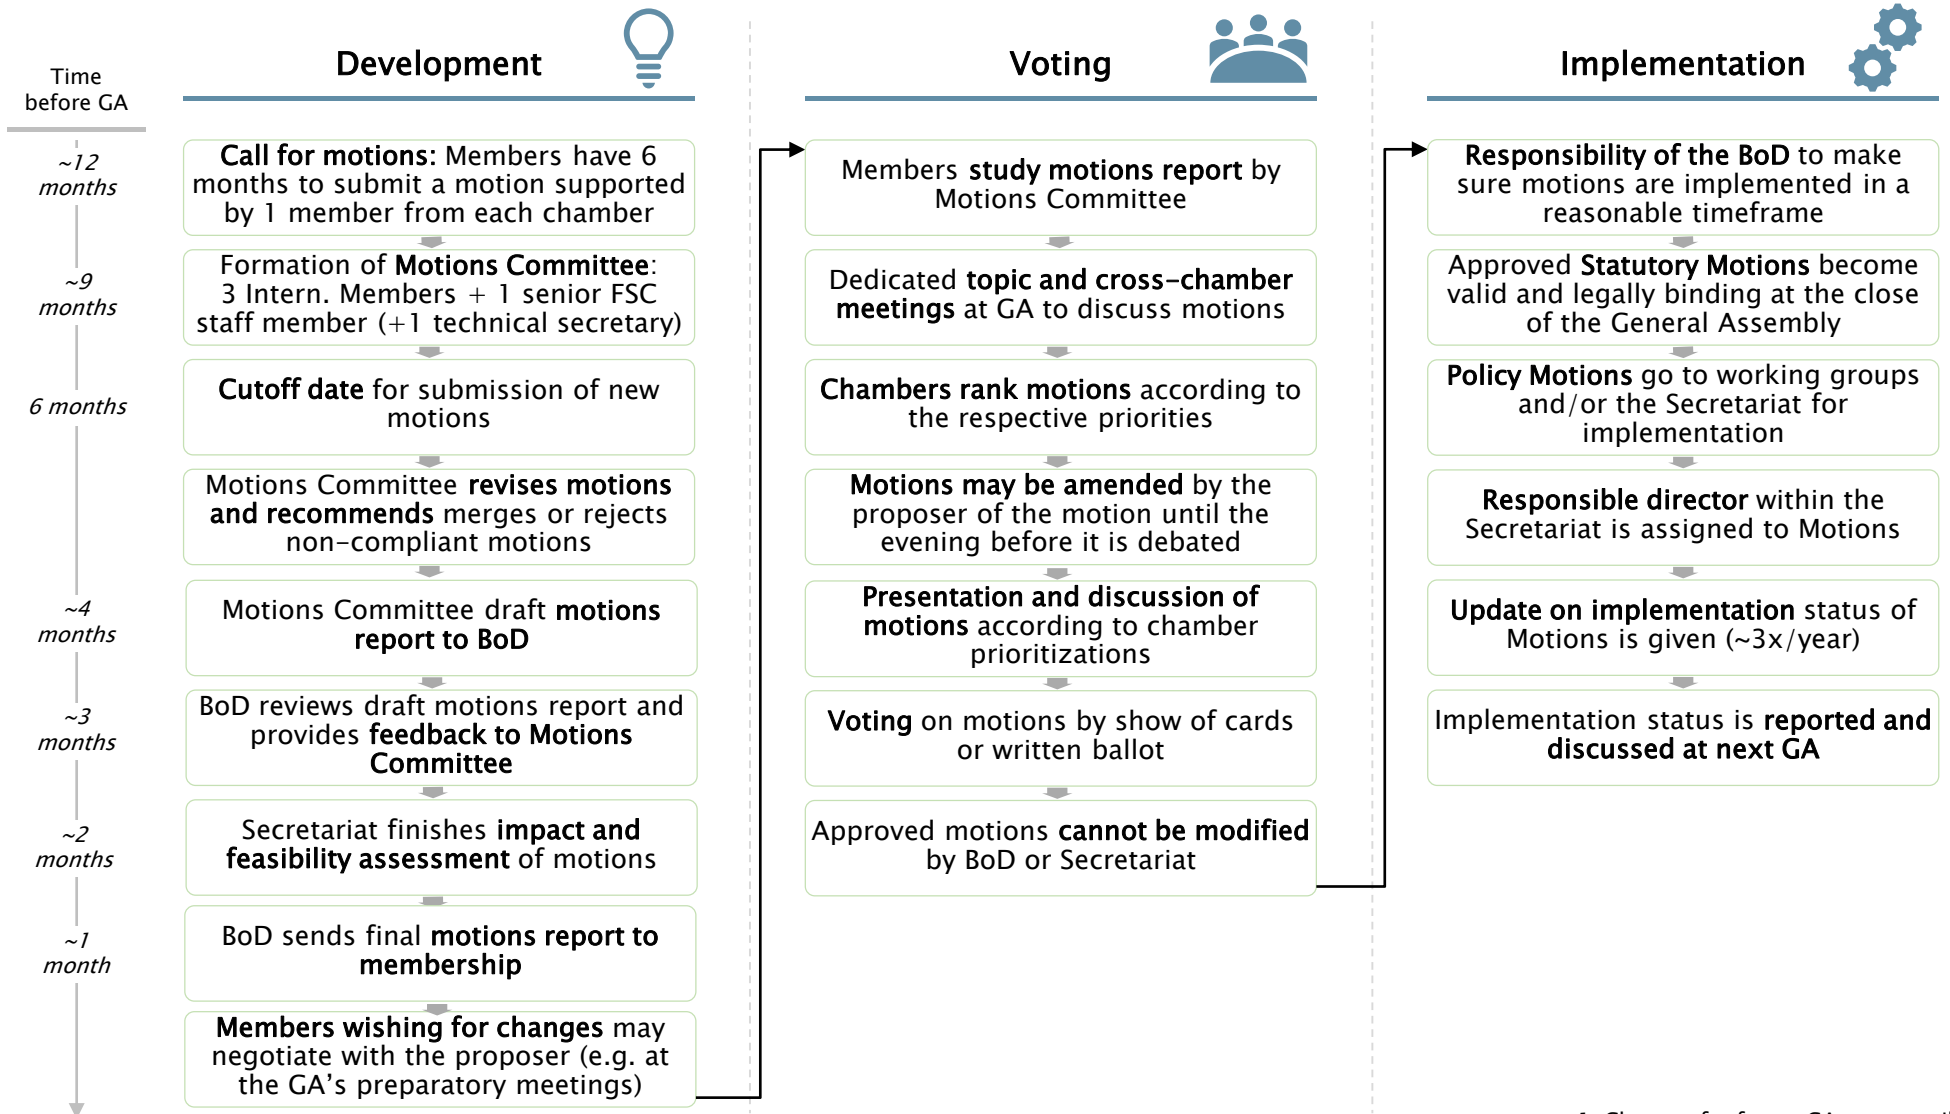 Time
before GA
Development
Voting
Implementation
~12
months
~9
months
6 months
~4
months
~3
months
~2
months
~1
month
Call for motions: Members have 6
months to submit a motion supported
by 1 member from each chamber
Formation of Motions Committee:
3 Intern. Members + 1 senior FSC
staff member (+1 technical secretary)
Cutoff date for submission of new
motions
Motions Committee revises motions
and recommends merges or rejects
non-compliant motions
Motions Committee draft motions
report to BoD
BoD reviews draft motions report and
provides feedback to Motions
Committee
Secretariat finishes impact and
feasibility assessment of motions
BoD sends final motions report to
membership
Members wishing for changes may
negotiate with the proposer (e.g. at
the GA's preparatory meetings)
Members study motions report by
Motions Committee
Dedicated topic and cross-chamber
meetings at GA to discuss motions
Chambers rank motions according to
the respective priorities
Motions may be amended by the
proposer of the motion until the
evening before it is debated
Presentation and discussion of
motions according to chamber
prioritizations
Voting on motions by show of cards
or written ballot
Approved motions cannot be modified
by BoD or Secretariat
Responsibility of the BoD to make
sure motions are implemented in a
reasonable timeframe
Approved Statutory Motions become
valid and legally binding at the close
of the General Assembly
Policy Motions go to working groups
and/or the Secretariat for
implementation
Responsible director within the
Secretariat is assigned to Motions
Update on implementation status of
Motions is given (~3x/year)
Implementation status is reported and
discussed at next GA